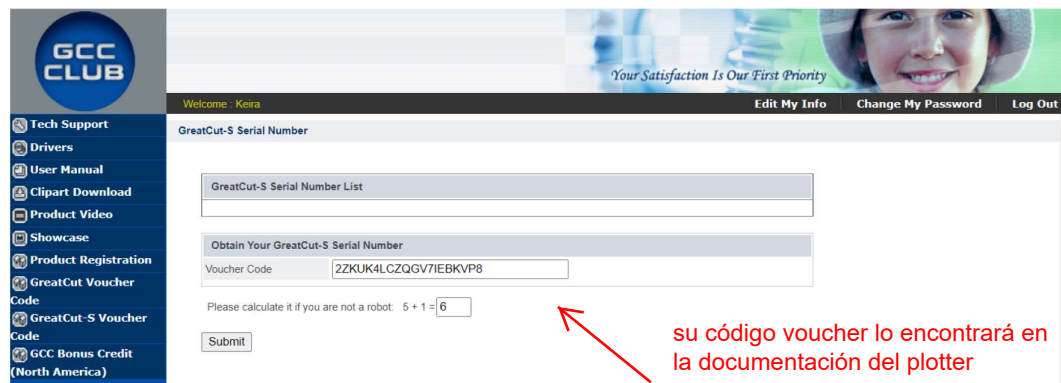 GCC
CLUB
Your Satisfaction Is Our First Priority
Welcome : Keira
Edit My Info
Change My Password
Log Out
Tech Support
Drivers
User Manual
Clipart Download
Product Video
Showcase
Product Registration
GreatCut Voucher
Code
GreatCut-S Voucher
Code
GCC Bonus Credit
(North America)
GreatCut-S Serial Number
GreatCut-S Serial Number List
Obtain Your GreatCut-S Serial Number
Voucher Code 2ZKUK4LCZQGV7IEBKVP8
Please calculate it if you are not a robot: 5 + 1 = 6
Submit
su código voucher lo encontrará en
la documentación del plotter